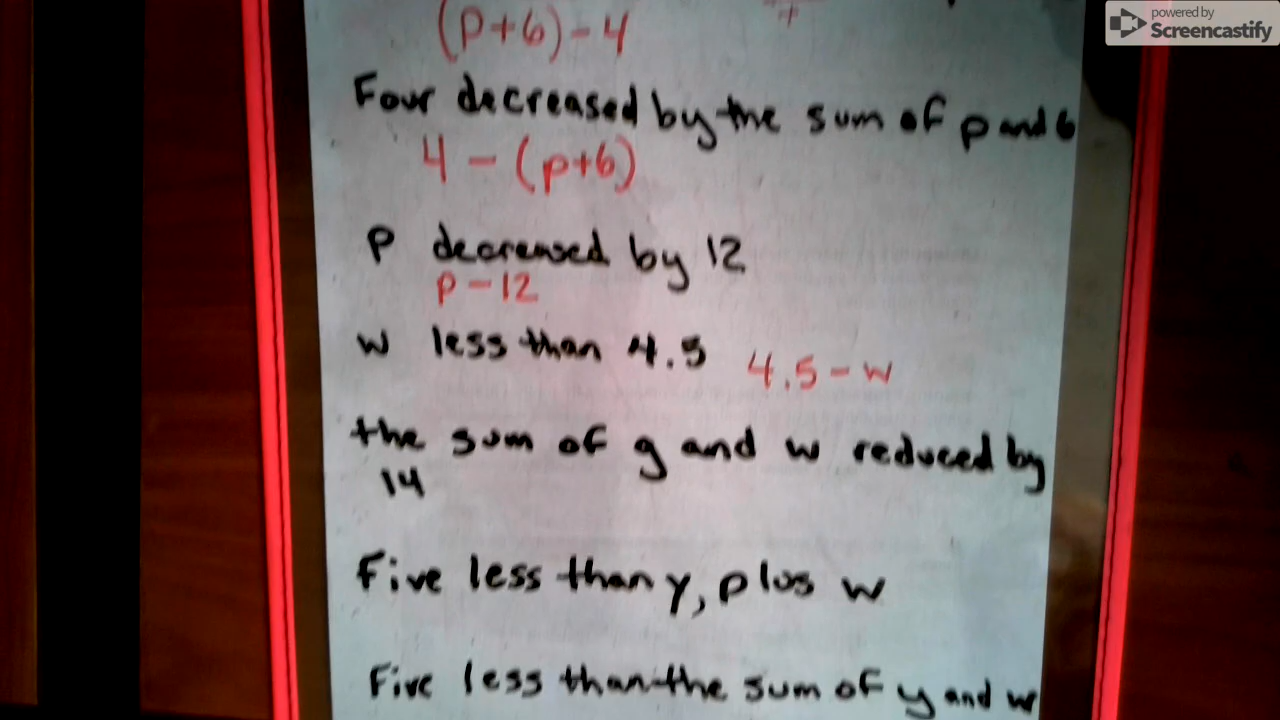 powered by
Screencastify
(p+6)-4
Four decreased by the sum of p and 6
4 - (p+6)
P decreased by 12
p-12
w less than 4.5 4.5-w
the sum of g and w reduced by
14
Five less than y, plus w
Five less than the sum of y and w